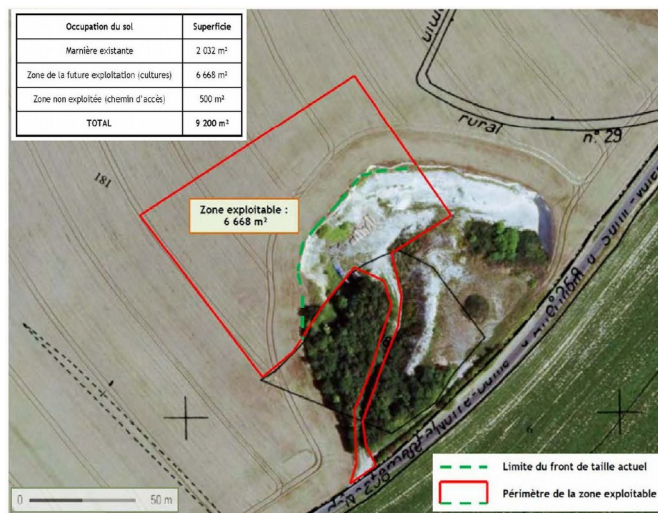 Occupation du sol Superficie
Marnière existante 2 032 m²
Zone de la future exploitation (cultures) 6 668 m²
Zone non exploitée (chemin d'accès) 500 m²
TOTAL 9 200 m²
rural
n° 29
181
Zone exploitable :
6 668 m²
8
6
0 50 m
Limite du front de taille actuel
Périmètre de la zone exploitable